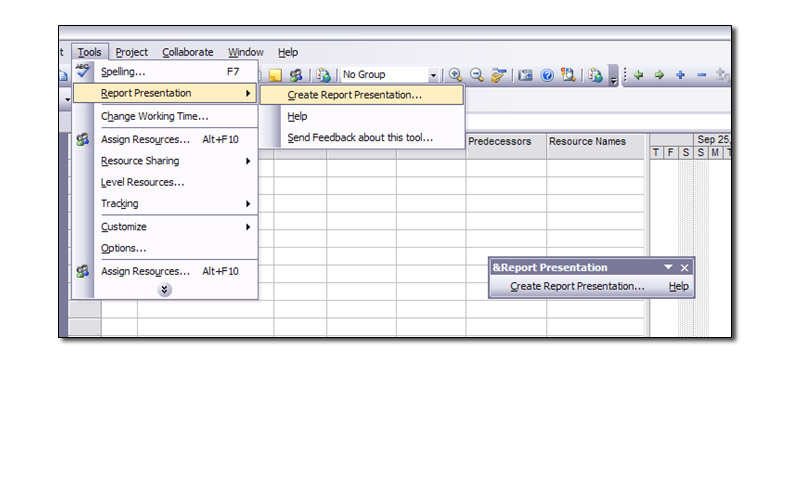 t Tools Project Collaborate Window Help
ABC Spelling... F7
No Group
Report Presentation
Create Report Presentation...
Change Working Time...
Help
Assign Resources... Alt+F10
Send Feedback about this tool...
Predecessors Resource Names
Sep 25,
T F S S M T
Resource Sharing
Level Resources...
Tracking
Customize
Options...
Assign Resources... Alt+F10
&Report Presentation
Create Report Presentation... Help